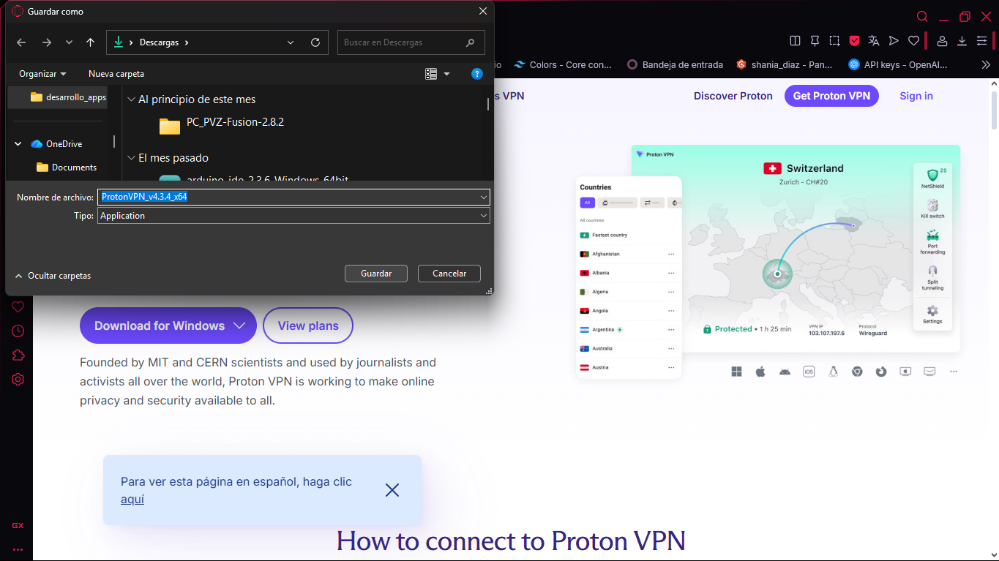 Guardar como
Descargas
Buscar en Descargas
Organizar
Nueva carpeta
?
desarrollo_apps
OneDrive
Documents
Al principio de este mes
PC_PVZ-Fusion-2.8.2
El mes pasado
arduino-ide_2.3.6_Windows_64bit
Nombre de archivo:
ProtonVPN_v4.3.4_x64
Tipo:
Application
Ocultar carpetas
Guardar
Cancelar
io
Colors - Core con...
Bandeja de entrada
shania_diaz - Pan...
API keys - OpenAI...
s VPN
Discover Proton
Get Proton VPN
Sign in
Proton VPN
Switzerland
Zurich - CH#20
25
NetShield
Kill switch
Port
forwarding
Split
tunneling
Settings
Countries
All
All countries
Fastest country
Afghanistan
Albania
Algeria
Angola
Argentina
Australia
Austria
Protected • 1 h 25 min
VPN IP
103.107.197.6
Protocol
Wireguard
iOS
Download for Windows
View plans
Founded by MIT and CERN scientists and used by journalists and
activists all over the world, Proton VPN is working to make online
privacy and security available to all.
Para ver esta página en español, haga clic
aquí
GX
How to connect to Proton VPN